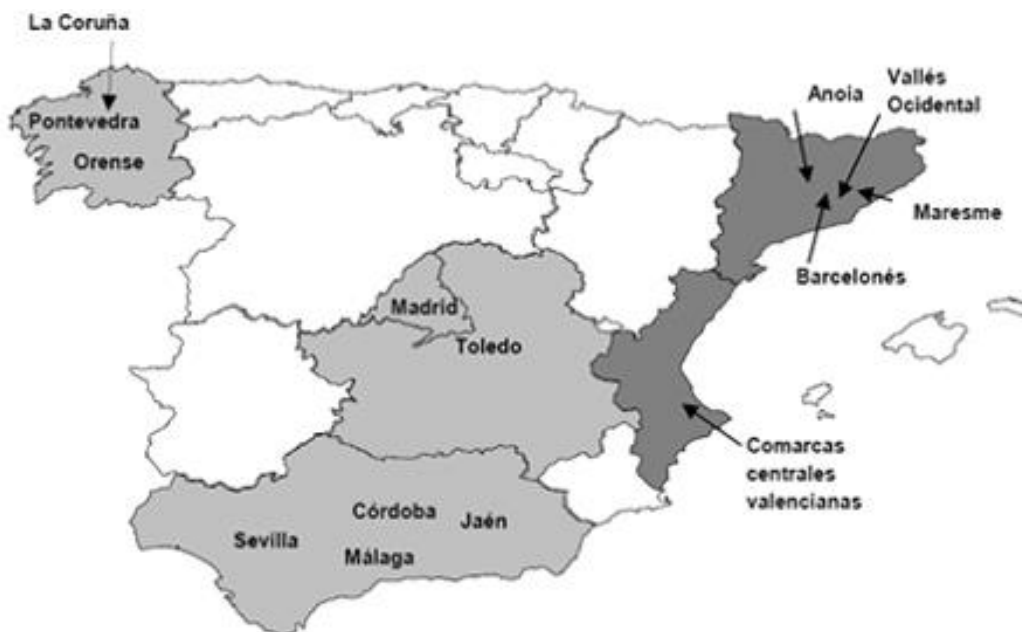 La Coruña
Pontevedra
Orense
Anoia
Vallés
Ocidental
Maresme
Barcelonés
Madrid
Toledo
Comarcas
centrales
valencianas
Córdoba
Jaén
Sevilla
Málaga